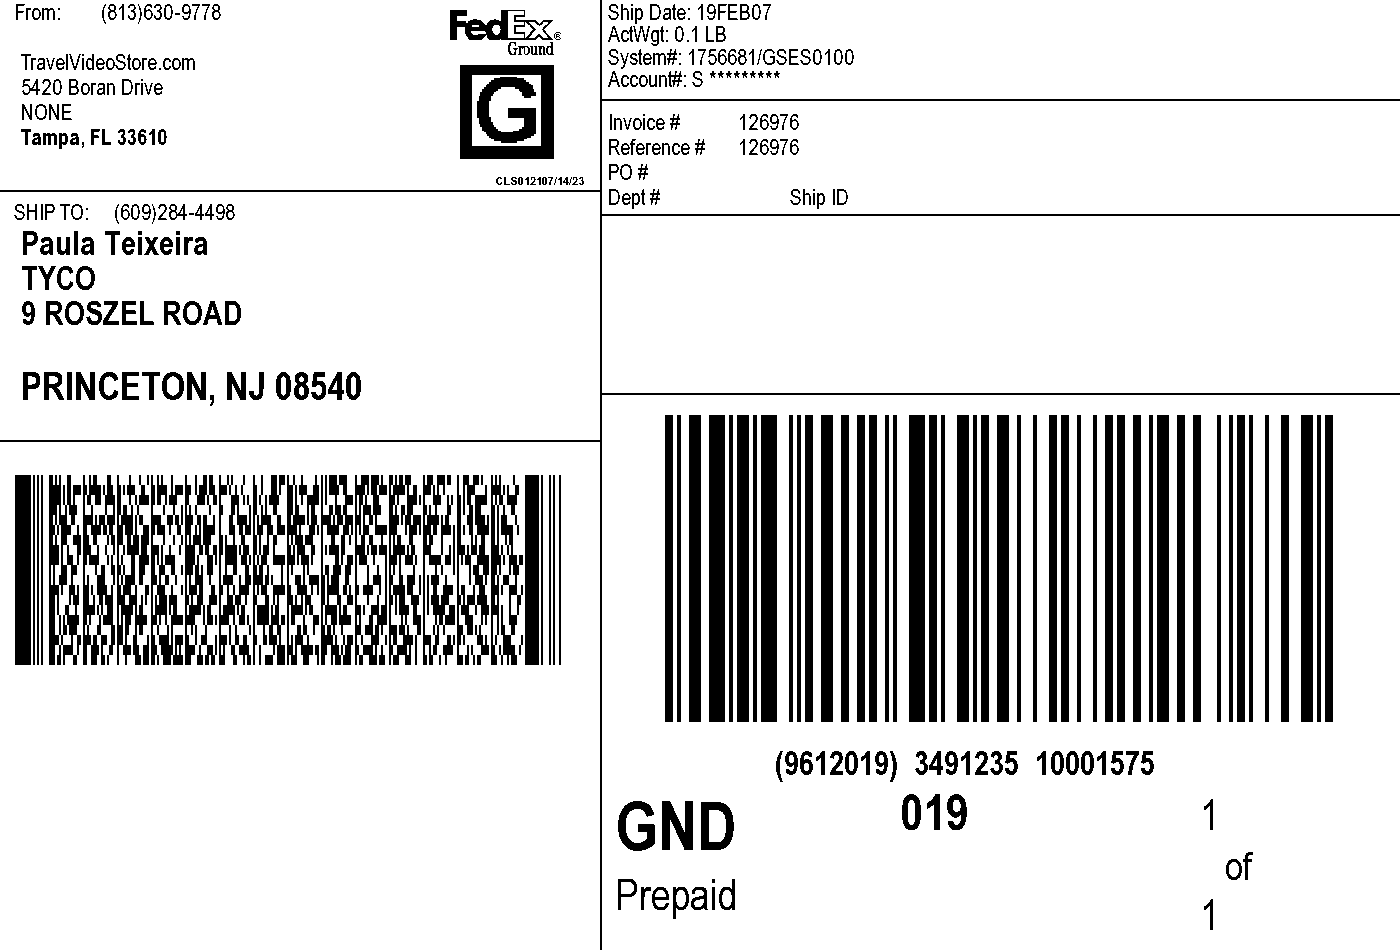 From: (813)630-9778
TravelVideoStore.com
5420 Boran Drive
NONE
Tampa, FL 33610
FedEx®
Ground
G
CLS012107/14/23
SHIP TO: (609)284-4498
Paula Teixeira
TYCO
9 ROSZEL ROAD
PRINCETON, NJ 08540
Ship Date: 19FEB07
ActWgt: 0.1 LB
System#: 1756681/GSES0100
Account#: S *********
Invoice # 126976
Reference # 126976
PO #
Dept # Ship ID
(9612019) 3491235 10001575
GND 019 1
of
Prepaid 1